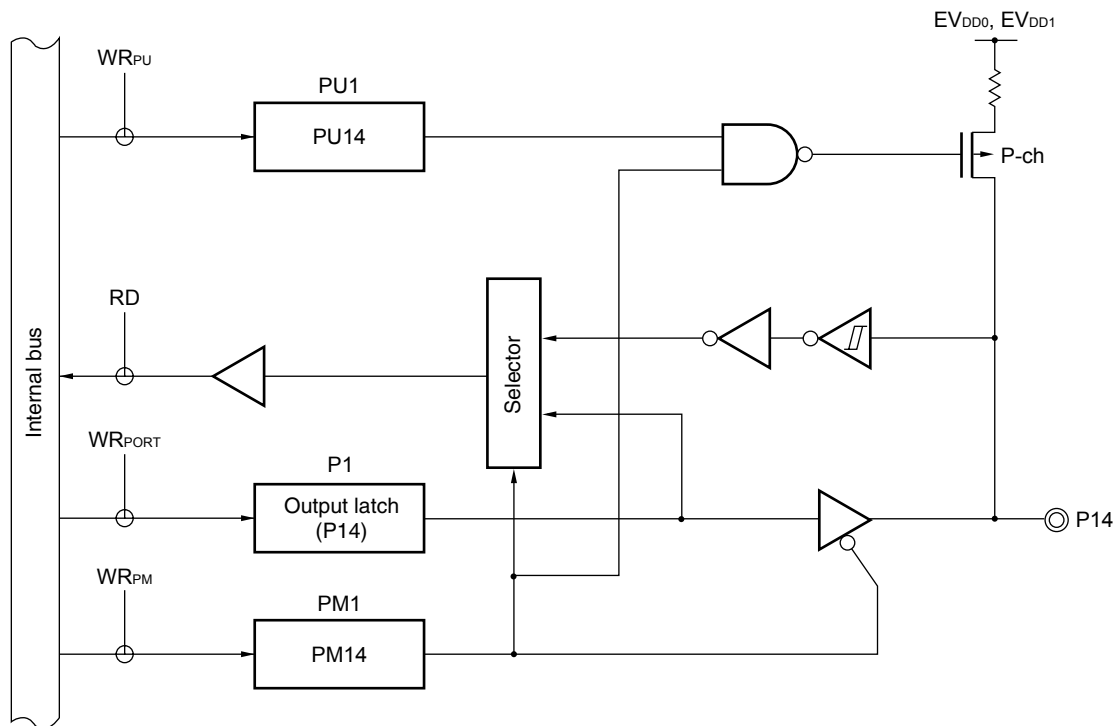 EVDD0, EVDD1
WRPU
PU1
PU14
P-ch
RD
Selector
Internal bus
WRPORT
P1
Output latch
(P14)
P14
WRPM
PM1
PM14